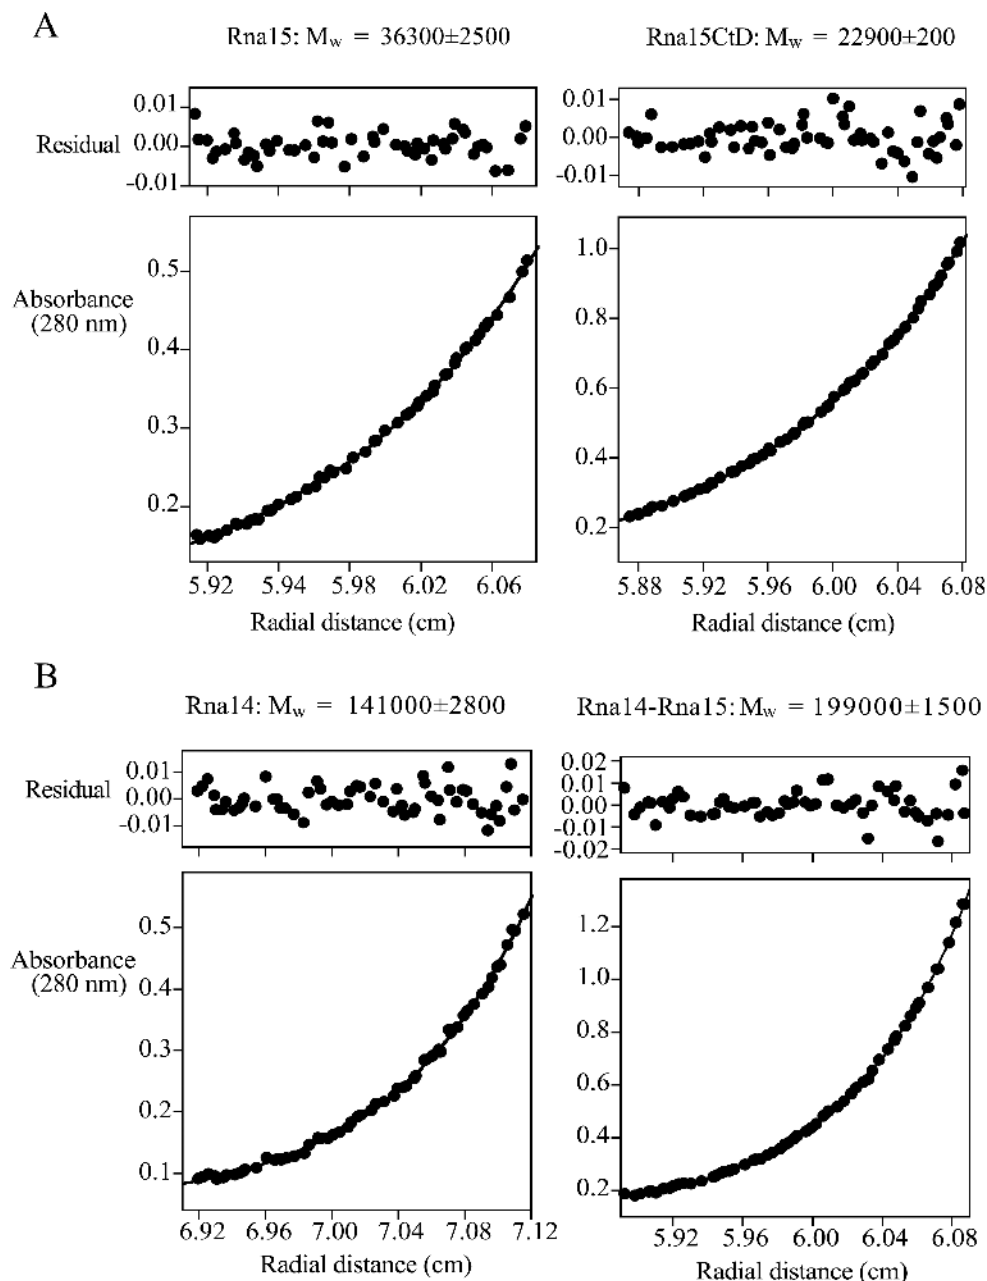 A
Rna15: Mw = 36300±2500
Rna15CtD: Mw = 22900±200
Residual
0.01
0.00
-0.01
0.01
0.00
-0.01
Absorbance
(280 nm)
0.5
0.4
0.3
0.2
1.0
0.8
0.6
0.4
0.2
5.92 5.94 5.98 6.02 6.06
5.88 5.92 5.96 6.00 6.04 6.08
Radial distance (cm)
Radial distance (cm)
B
Rna14: Mw = 141000±2800
Rna14-Rna15: Mw = 199000±1500
Residual
0.01
0.00
-0.01
0.02
0.01
0.00
-0.01
-0.02
Absorbance
(280 nm)
0.5
0.4
0.3
0.2
0.1
1.2
1.0
0.8
0.6
0.4
0.2
6.92 6.96 7.00 7.04 7.08 7.12
5.92 5.96 6.00 6.04 6.08
Radial distance (cm)
Radial distance (cm)